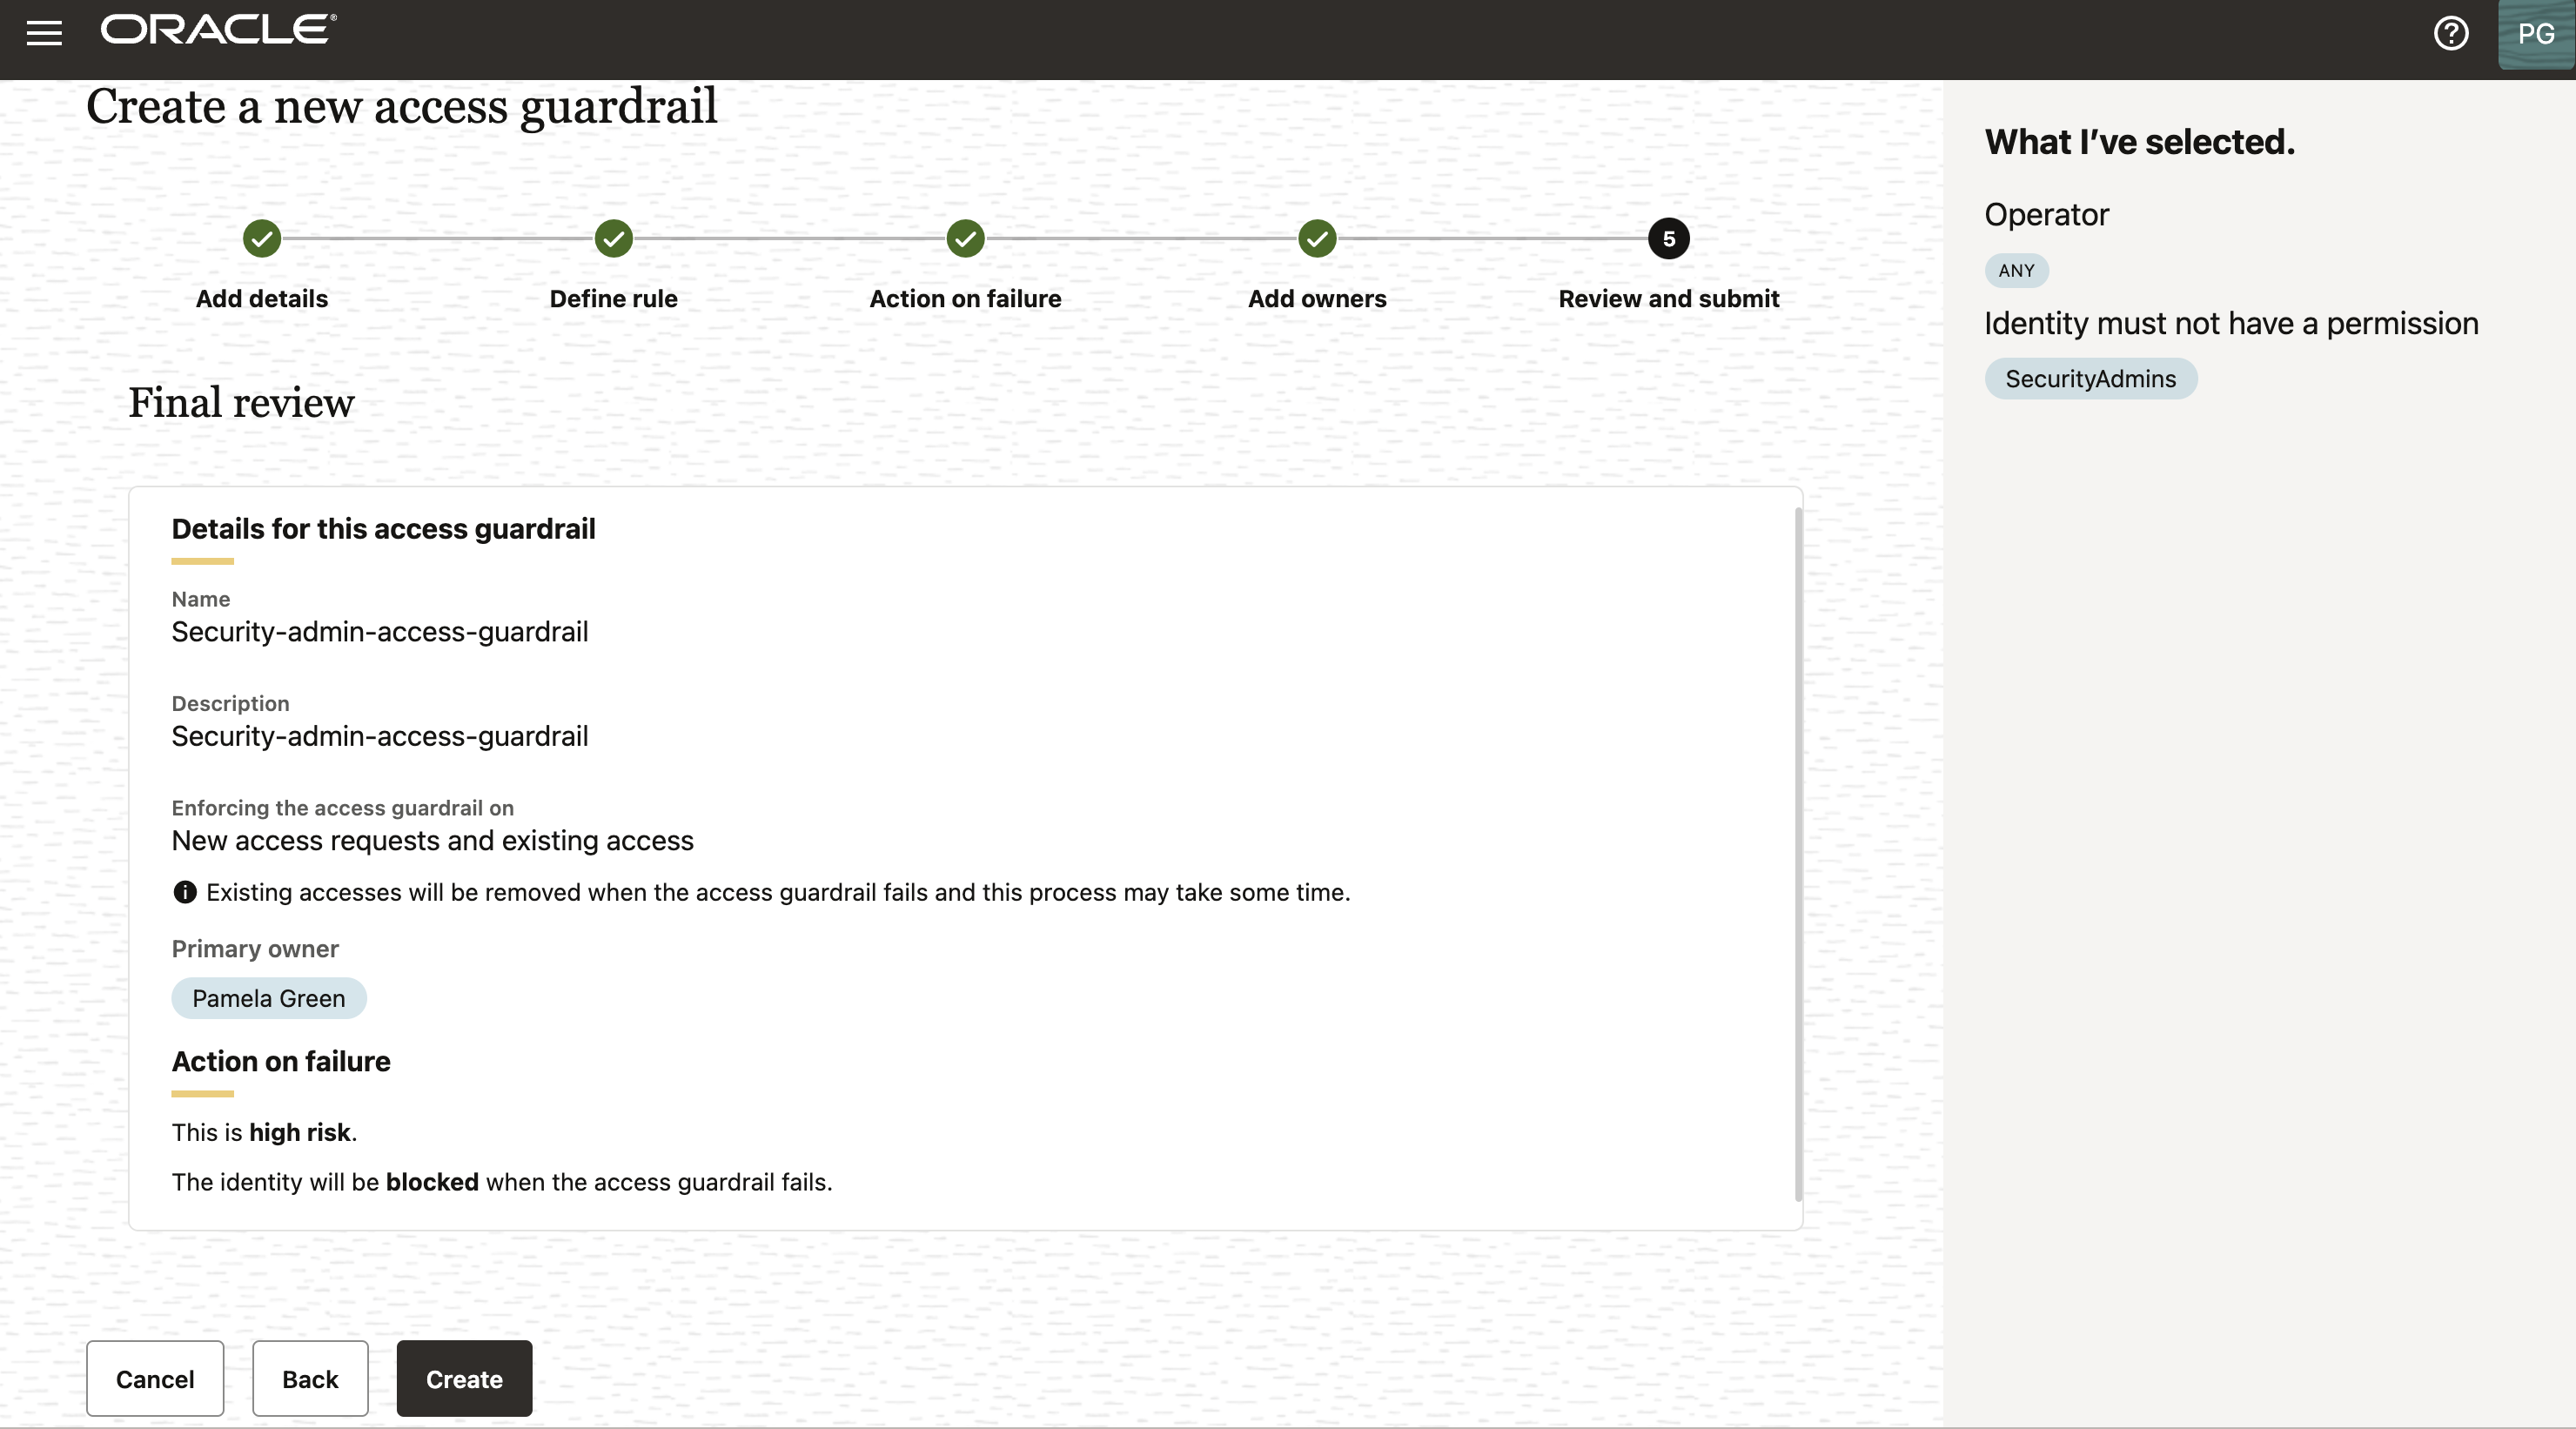 ORACLE®
PG
Create a new access guardrail
5
Add details
Define rule
Action on failure
Add owners
Review and submit
Final review
Details for this access guardrail
Name
Security-admin-access-guardrail
Description
Security-admin-access-guardrail
Enforcing the access guardrail on
New access requests and existing access
Existing accesses will be removed when the access guardrail fails and this process may take some time.
Primary owner
Pamela Green
Action on failure
This is high risk.
The identity will be blocked when the access guardrail fails.
Cancel
Back
Create
What I've selected.
Operator
ANY
Identity must not have a permission
SecurityAdmins